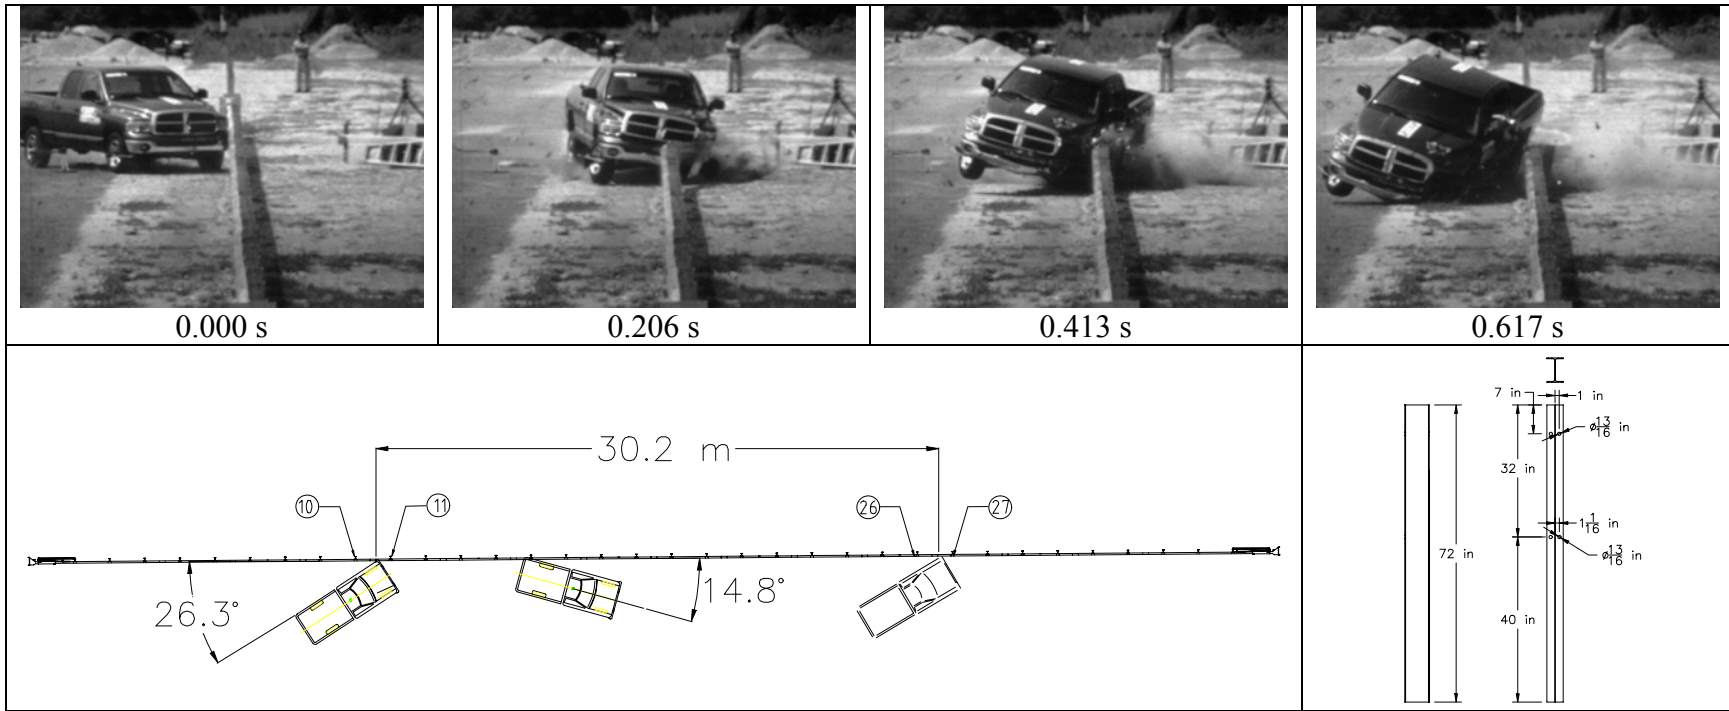 0.000 s
0.206 s
0.413 s
0.617 s
30.2 m
10
11
26
27
26.3°
14.8°
7 in
1 in
ø13/16 in
32 in
1 1/16 in
72 in
ø13/16 in
40 in